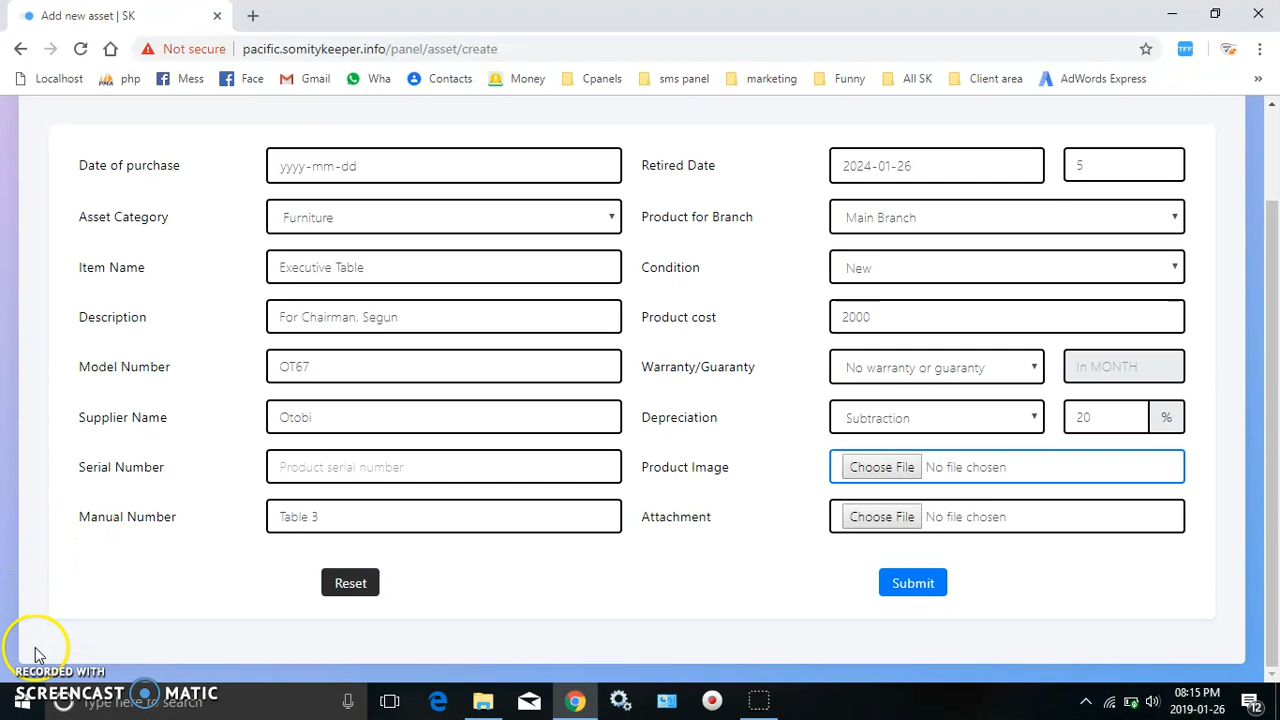 Add new asset | SK
Not secure pacific.somitykeeper.info/panel/asset/create
Localhost php Mess Face Gmail Wha Contacts Money Cpanels sms panel marketing Funny All SK Client area AdWords Express »
Date of purchase yyyy-mm-dd Retired Date 2024-01-26 5
Asset Category Furniture Product for Branch Main Branch
Item Name Executive Table Condition New
Description For Chairman, Segun Product cost 2000
Model Number OT67 Warranty/Guaranty No warranty or guaranty In MONTH
Supplier Name Otobi Depreciation Subtraction 20 %
Serial Number Product serial number Product Image Choose File No file chosen
Manual Number Table 3 Attachment Choose File No file chosen
Reset Submit
RECORDED WITH
SCREENCAST MATIC
Type here to search
08:15 PM
2019-01-26
12